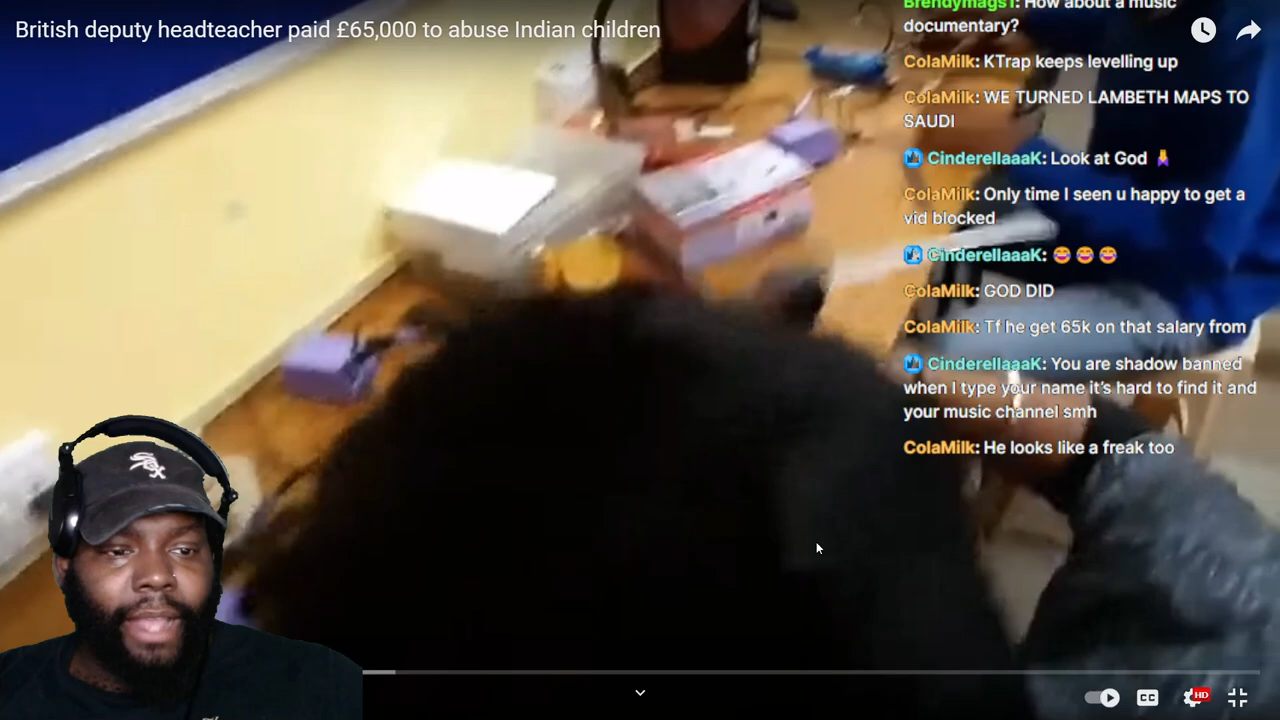 British deputy headteacher paid £65,000 to abuse Indian children
Brendymags1: How about a music
documentary?
ColaMilk: KTrap keeps levelling up
ColaMilk: WE TURNED LAMBETH MAPS TO
SAUDI
CinderellaaaK: Look at God
ColaMilk: Only time I seen u happy to get a
vid blocked
CinderellaaaK: 😂 😂 😂
ColaMilk: GOD DID
ColaMilk: Tf he get 65k on that salary from
CinderellaaaK: You are shadow banned
when I type your name it’s hard to find it and
your music channel smh
ColaMilk: He looks like a freak too
Sox
CC
HD